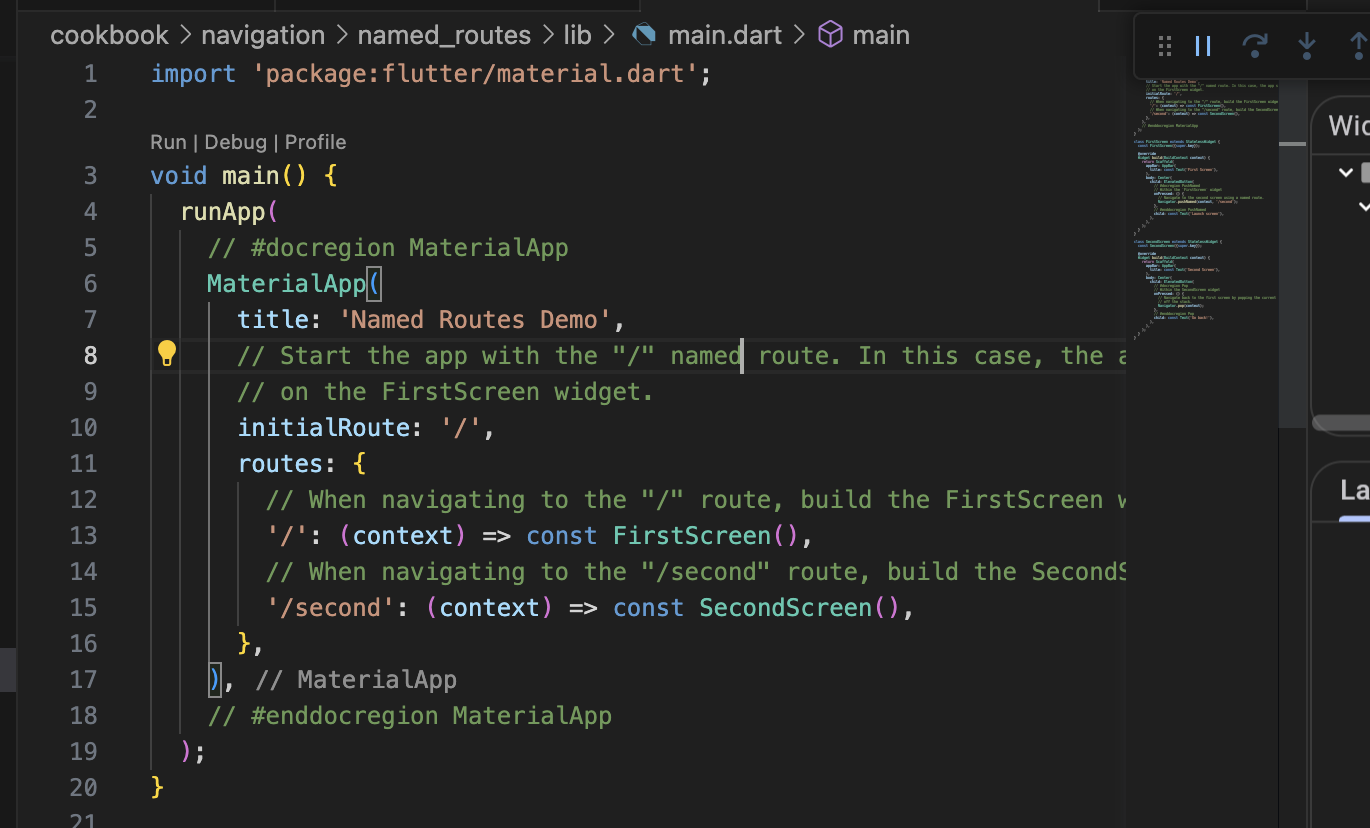 cookbook > navigation > named_routes > lib > main.dart > main
1 import 'package:flutter/material.dart';
2
Run | Debug | Profile
3 void main() {
4 runApp(
5 // #docregion MaterialApp
6 MaterialApp(
7 title: 'Named Routes Demo',
8 // Start the app with the "/" named route. In this case, the a
9 // on the FirstScreen widget.
10 initialRoute: '/',
11 routes: {
12 // When navigating to the "/" route, build the FirstScreen w
13 '/': (context) => const FirstScreen(),
14 // When navigating to the "/second" route, build the SecondS
15 '/second': (context) => const SecondScreen(),
16 },
17 ), // MaterialApp
18 // #enddocregion MaterialApp
19 );
20 }
21
Wid
La